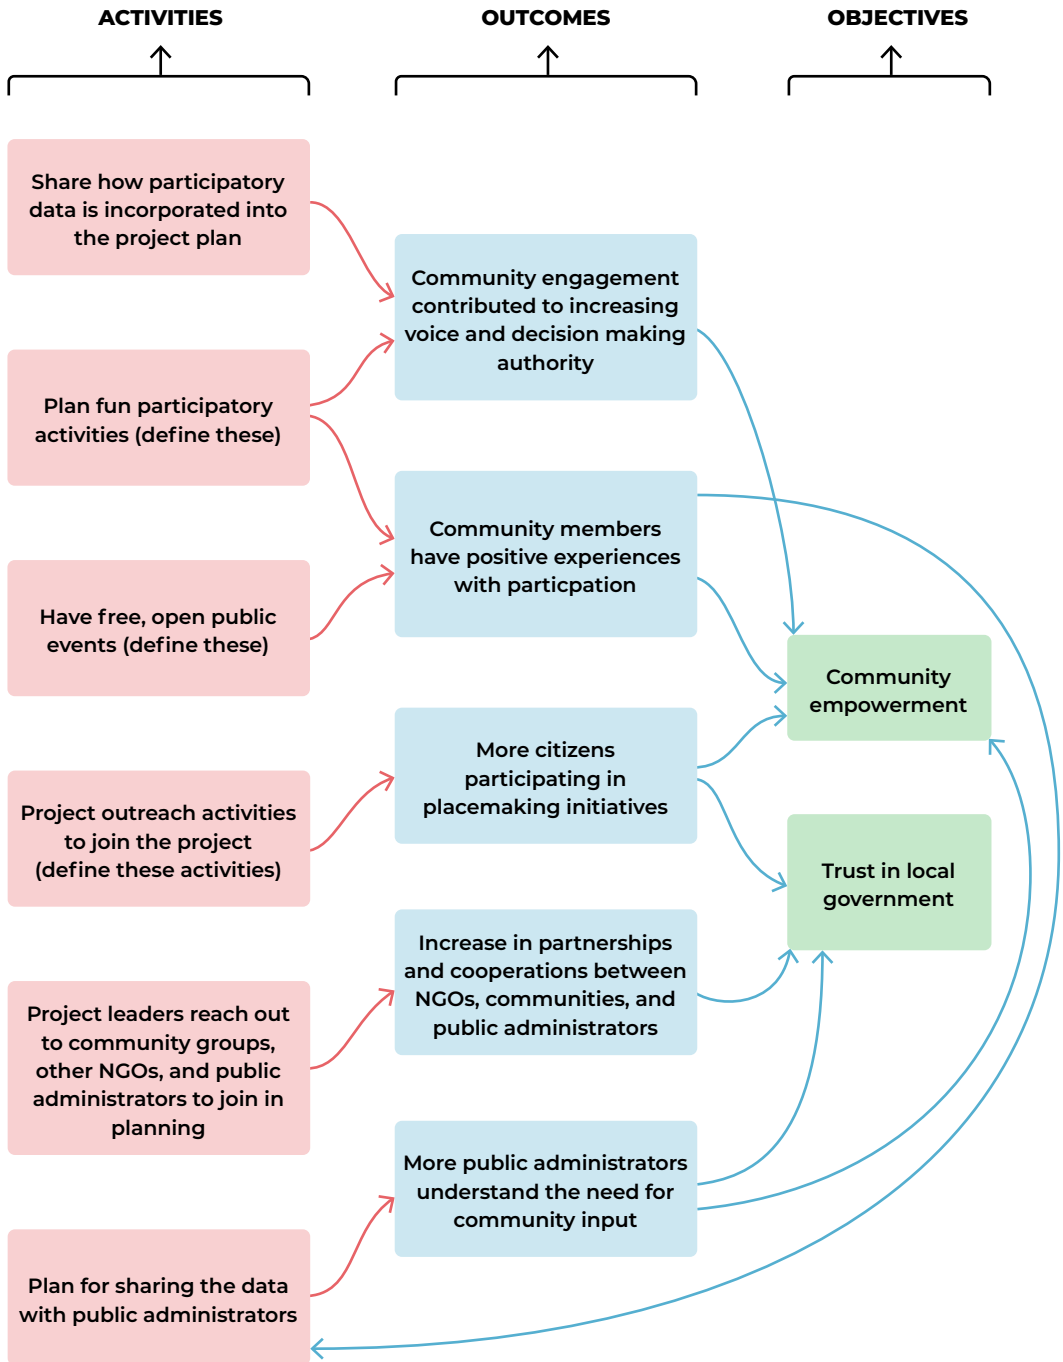 ACTIVITIES
OUTCOMES
OBJECTIVES
Share how participatory
data is incorporated into
the project plan
Plan fun participatory
activities (define these)
Have free, open public
events (define these)
Project outreach activities
to join the project
(define these activities)
Project leaders reach out
to community groups,
other NGOs, and public
administrators to join in
planning
Plan for sharing the data
with public administrators
Community engagement
contributed to increasing
voice and decision making
authority
Community members
have positive experiences
with particpation
More citizens
participating in
placemaking initiatives
Increase in partnerships
and cooperations between
NGOs, communities, and
public administrators
More public administrators
understand the need for
community input
Community
empowerment
Trust in local
government